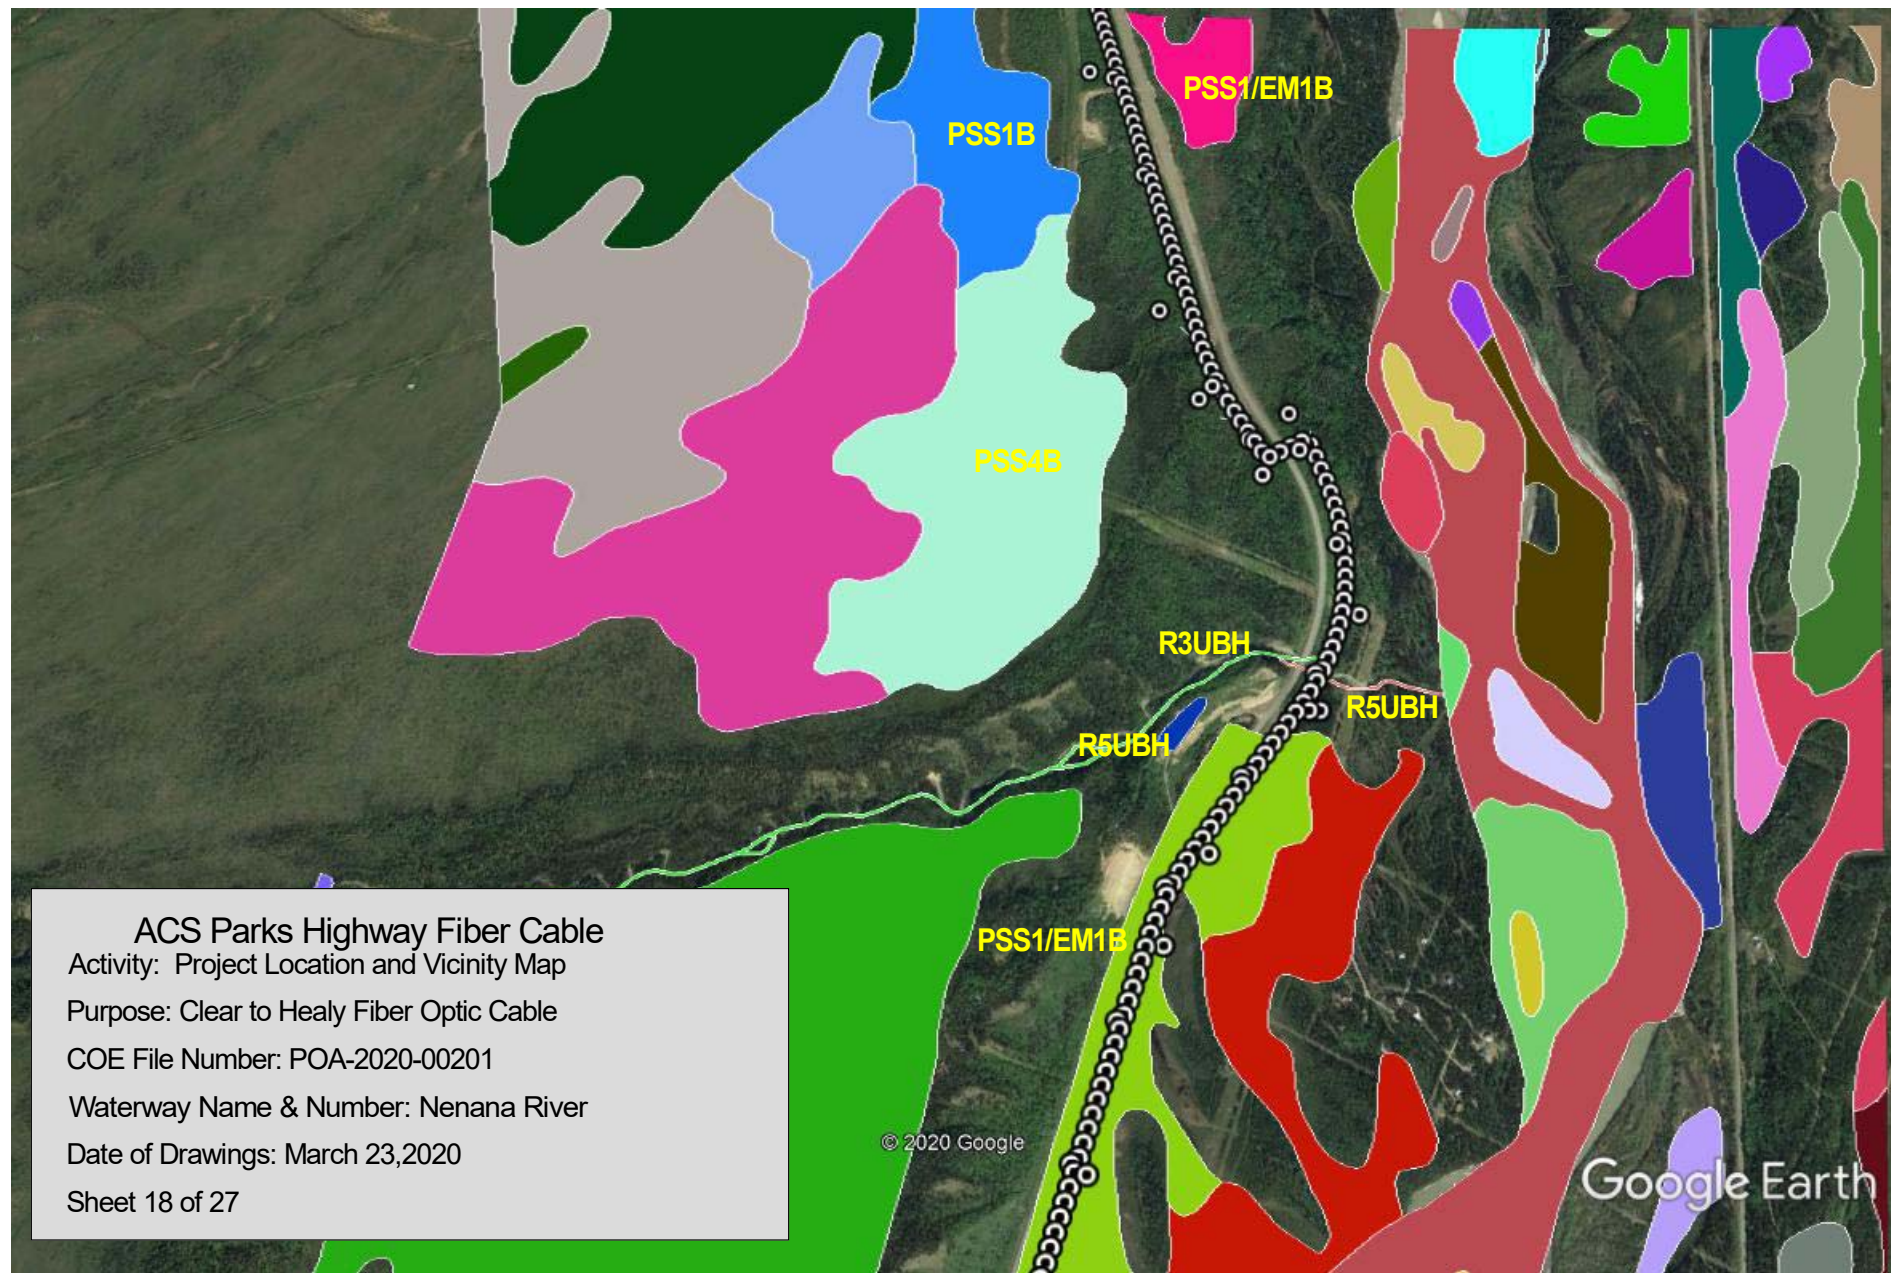 PSS1/EM1B
PSS1B
PSS4B
R3UBH
R5UBH
R5UBH
PSS1/EM1B
ACS Parks Highway Fiber Cable
Activity: Project Location and Vicinity Map
Purpose: Clear to Healy Fiber Optic Cable
COE File Number: POA-2020-00201
Waterway Name & Number: Nenana River
Date of Drawings: March 23,2020
Sheet 18 of 27
© 2020 Google
Google Earth